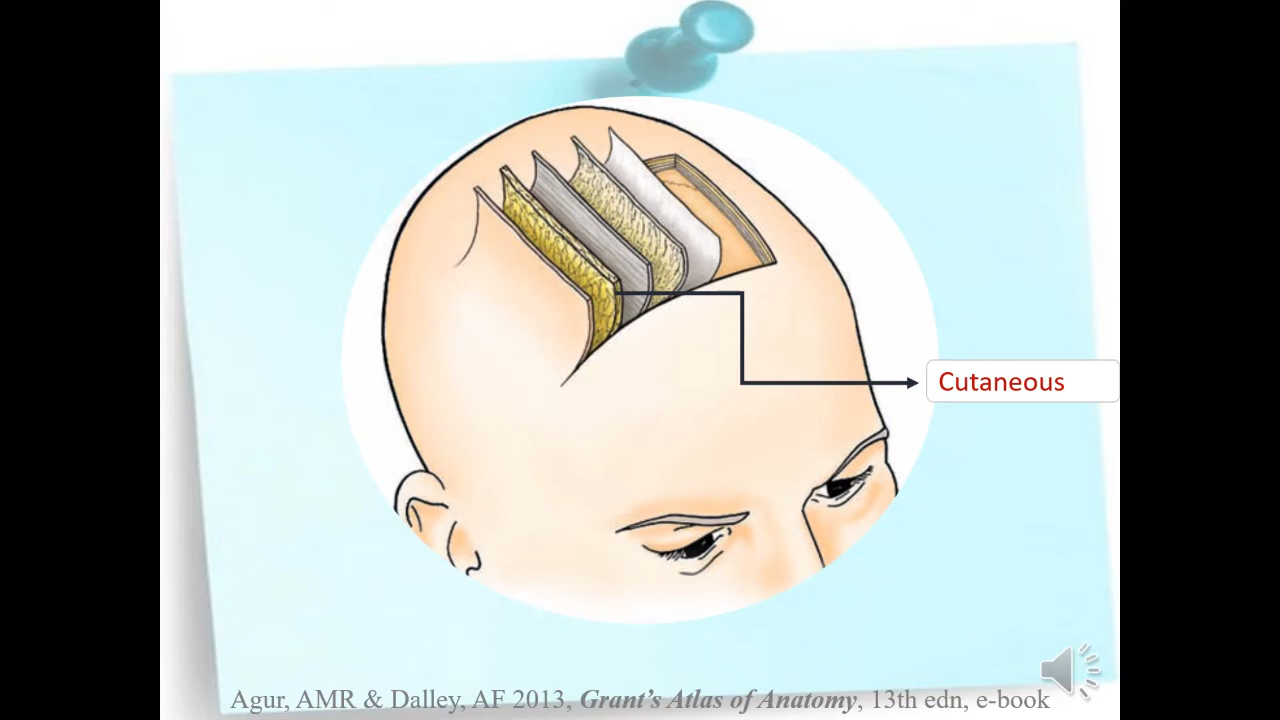 Cutaneous
Agur, AMR & Dalley, AF 2013, Grant's Atlas of Anatomy, 13th edn, e-book